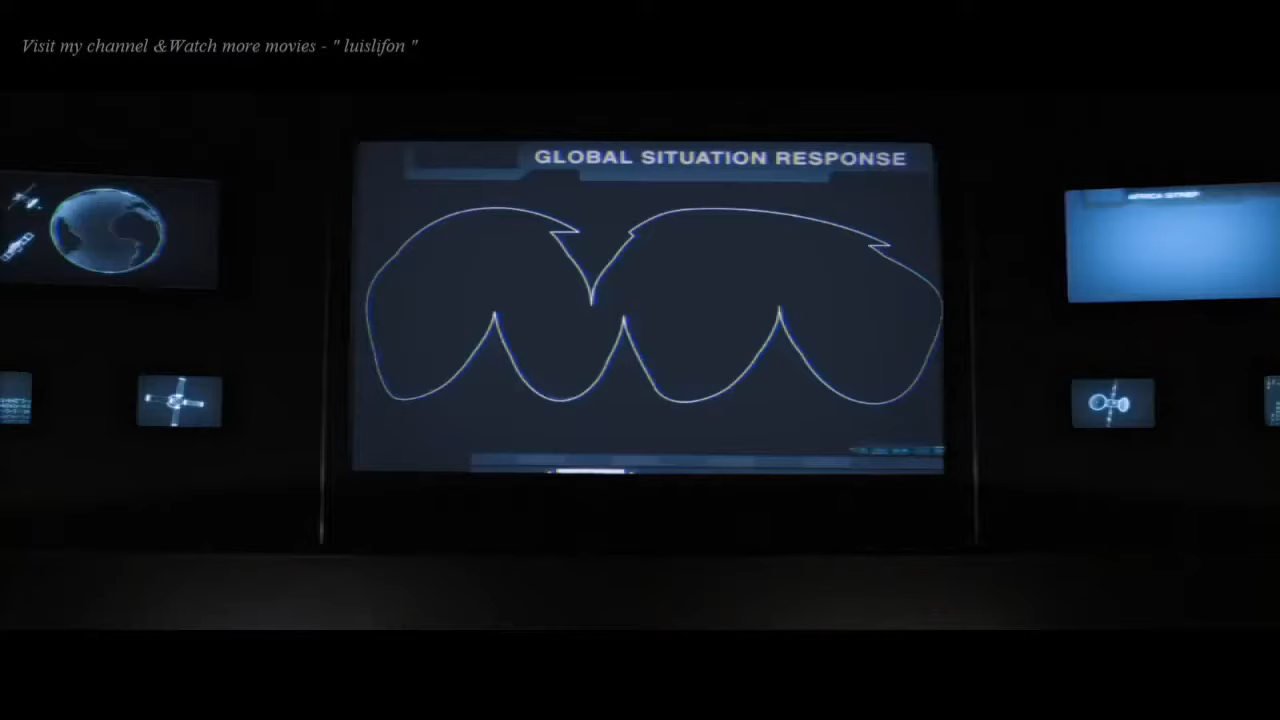 Visit my channel &Watch more movies - " luislifon "
GLOBAL SITUATION RESPONSE